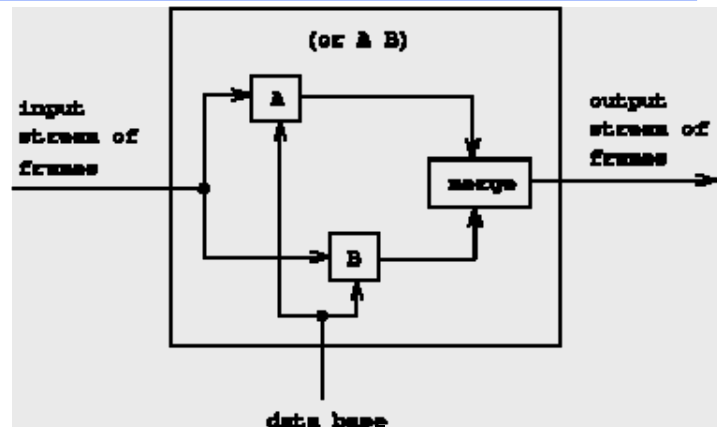 (or A B)
input
stream of
frames
A
output
stream of
frames
merge
B
data base